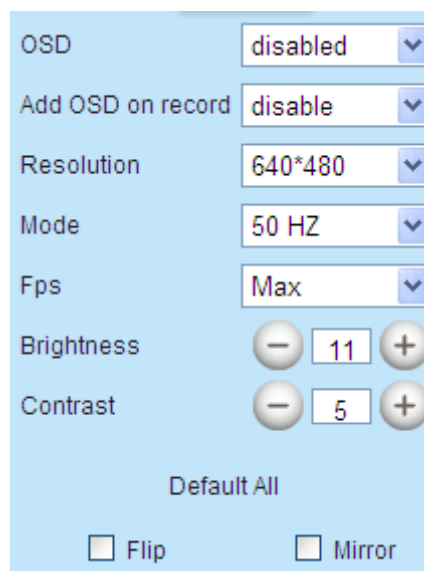 OSD disabled
Add OSD on record disable
Resolution 640*480
Mode 50 HZ
Fps Max
Brightness − 11 +
Contrast − 5 +
Default All
Flip Mirror